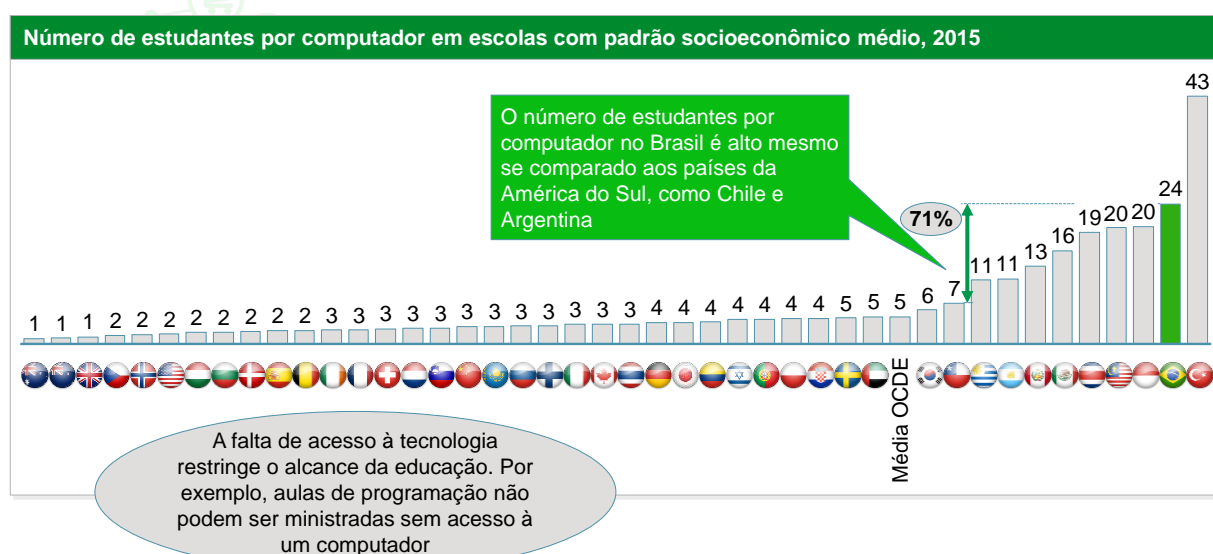 Número de estudantes por computador em escolas com padrão socioeconômico médio, 2015
O número de estudantes por
computador no Brasil é alto mesmo
se comparado aos países da
América do Sul, como Chile e
Argentina
71%
1 1 1 2 2 2 2 2 2 2 2 3 3 3 3 3 3 3 3 3 3 3 3 4 4 4 4 4 4 4 5 5 5 6 7 11 11 13 16 19 20 20 24 43
Média OCDE
A falta de acesso à tecnologia
restringe o alcance da educação. Por
exemplo, aulas de programação não
podem ser ministradas sem acesso à
um computador